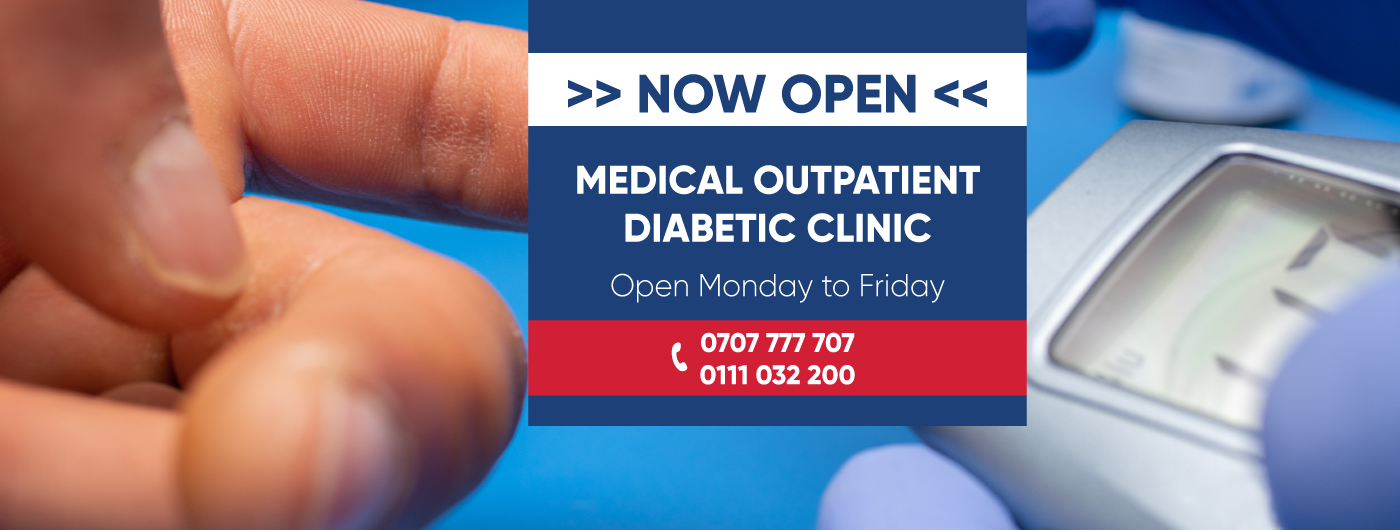 >> NOW OPEN <<
MEDICAL OUTPATIENT
DIABETIC CLINIC
Open Monday to Friday
0707 777 707
0111 032 200